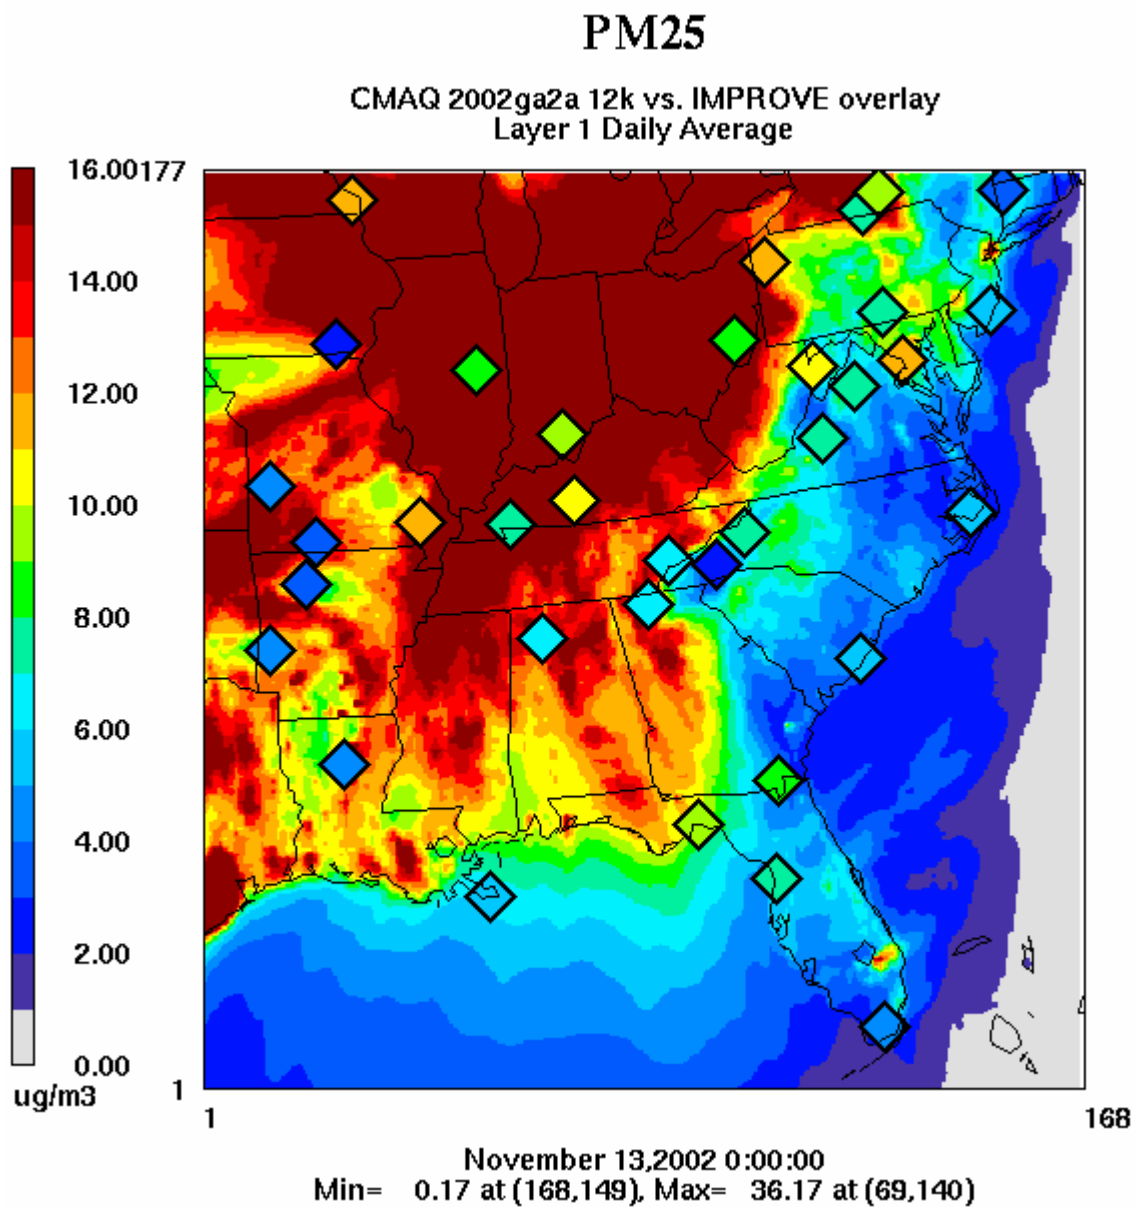 PM25
CMAQ 2002ga2a 12k vs. IMPROVE overlay
Layer 1 Daily Average
16.00
177
14.00
12.00
10.00
8.00
6.00
4.00
2.00
0.00
ug/m3
1
1
168
November 13,2002 0:00:00
Min= 0.17 at (168,149), Max= 36.17 at (69,140)